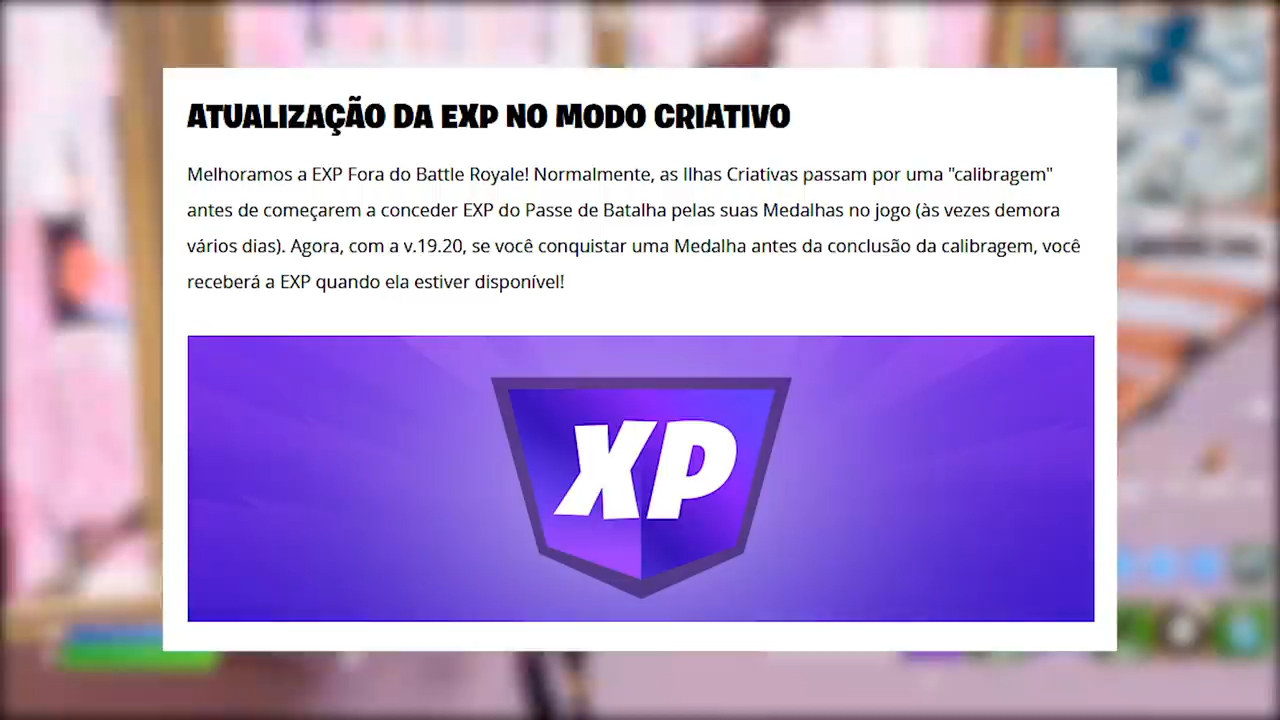 ATUALIZAÇÃO DA EXP NO MODO CRIATIVO
Melhoramos a EXP Fora do Battle Royale! Normalmente, as Ilhas Criativas passam por uma "calibragem"
antes de começarem a conceder EXP do Passe de Batalha pelas suas Medalhas no jogo (às vezes demora
vários dias). Agora, com a v.19.20, se você conquistar uma Medalha antes da conclusão da calibragem, você
receberá a EXP quando ela estiver disponível!
XP